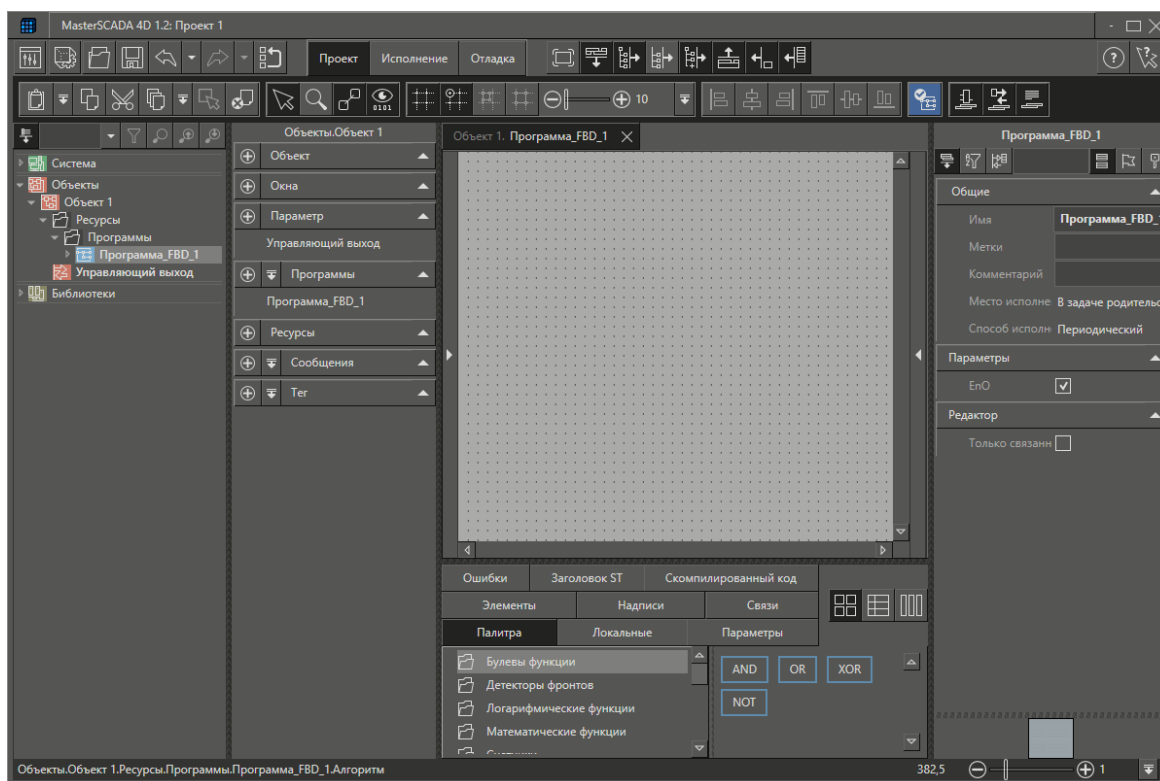 MasterSCADA 4D 1.2: Проект 1
Проект Исполнение Отладка
10
Объекты.Объект 1
Объект 1. Программа_FBD_1
Программа_FBD_1
Система
Объекты
Объект 1
Ресурсы
Программы
Программа_FBD_1
Управляющий выход
Библиотеки
Объект
Окна
Параметр
Управляющий выход
Программы
Программа_FBD_1
Ресурсы
Сообщения
Тег
Общие
Имя Программа_FBD_1
Метки
Комментарий
Место исполне В задаче родительс
Способ исполн Периодический
Параметры
EnO
Редактор
Только связанн
Ошибки Заголовок ST Скомпилированный код
Элементы Надписи Связи
Палитра Локальные Параметры
Булевы функции
Детекторы фронтов
Логарифмические функции
Математические функции
AND OR XOR
NOT
Объекты.Объект 1.Ресурсы.Программы.Программа_FBD_1.Алгоритм
382,5
1